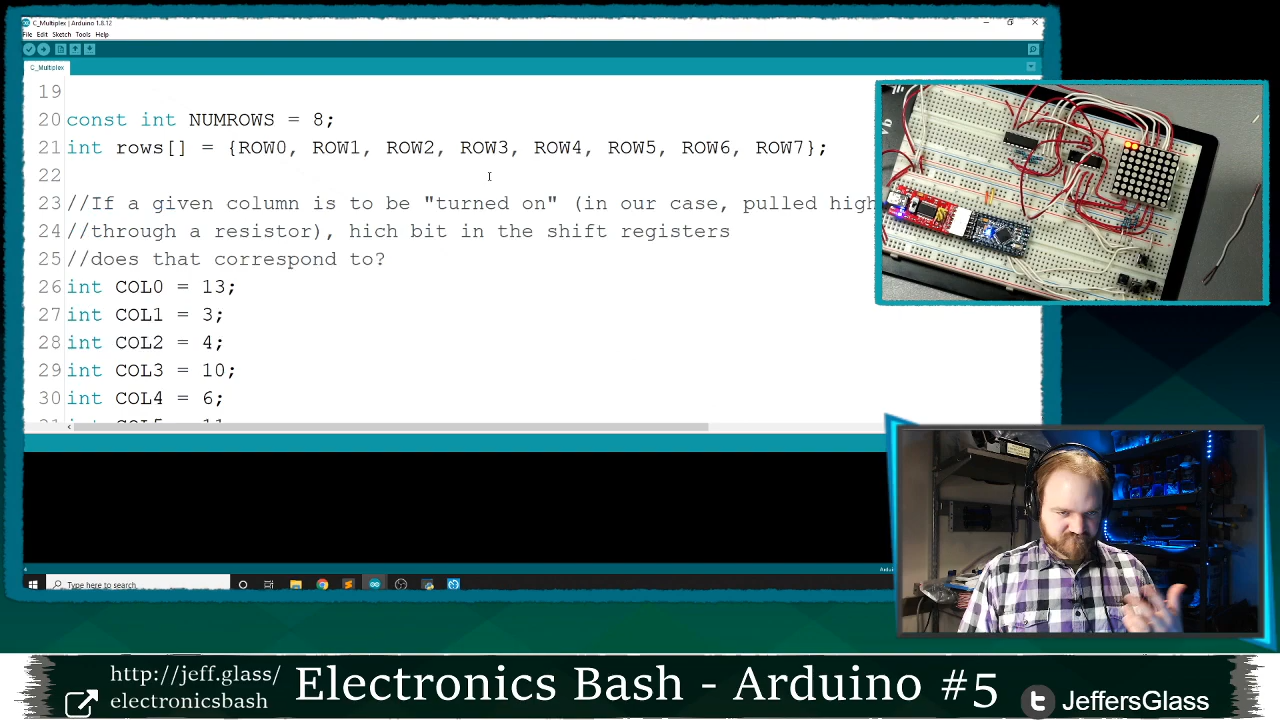 C_Multiplex | Arduino 1.8.12
File Edit Sketch Tools Help
C_Multiplex
19
20 const int NUMROWS = 8;
21 int rows[] = {ROW0, ROW1, ROW2, ROW3, ROW4, ROW5, ROW6, ROW7};
22
23 //If a given column is to be "turned on" (in our case, pulled high
24 //through a resistor), hich bit in the shift registers
25 //does that correspond to?
26 int COL0 = 13;
27 int COL1 = 3;
28 int COL2 = 4;
29 int COL3 = 10;
30 int COL4 = 6;
Type here to search
http://jeff.glass/
electronicsbash
Electronics Bash - Arduino #5
JeffersGlass